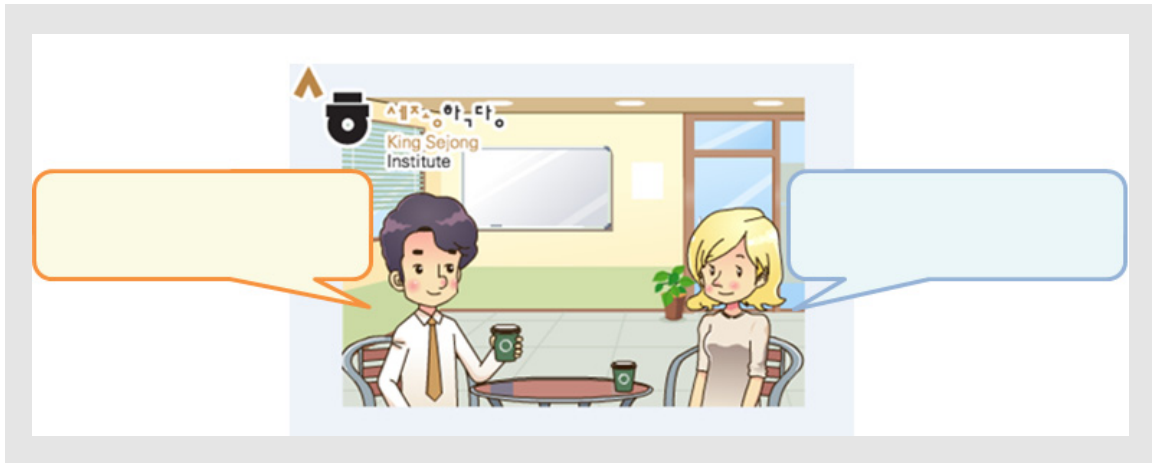 세종학당
King Sejong
Institute